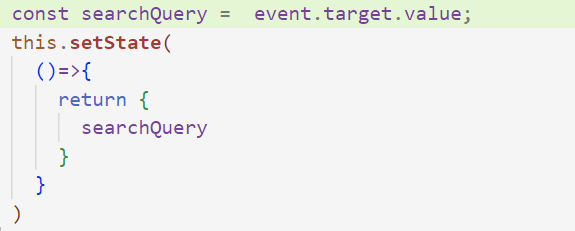 const searchQuery =  event.target.value;
this.setState(
  ()=>{
    return {
      searchQuery
    }
  }
)